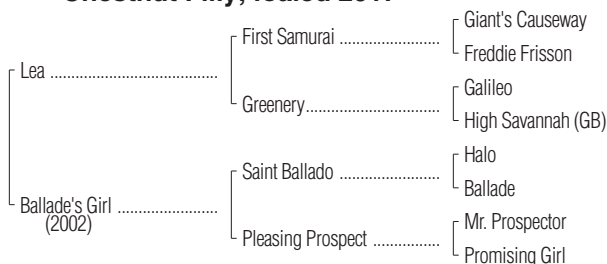 Giant's Causeway
First Samurai ........................
Freddie Frisson
Lea ........................................
Galileo
Greenery................................
High Savannah (GB)
Halo
Saint Ballado ........................
Ballade
Ballade's Girl ........................
(2002)
Mr. Prospector
Pleasing Prospect ................
Promising Girl